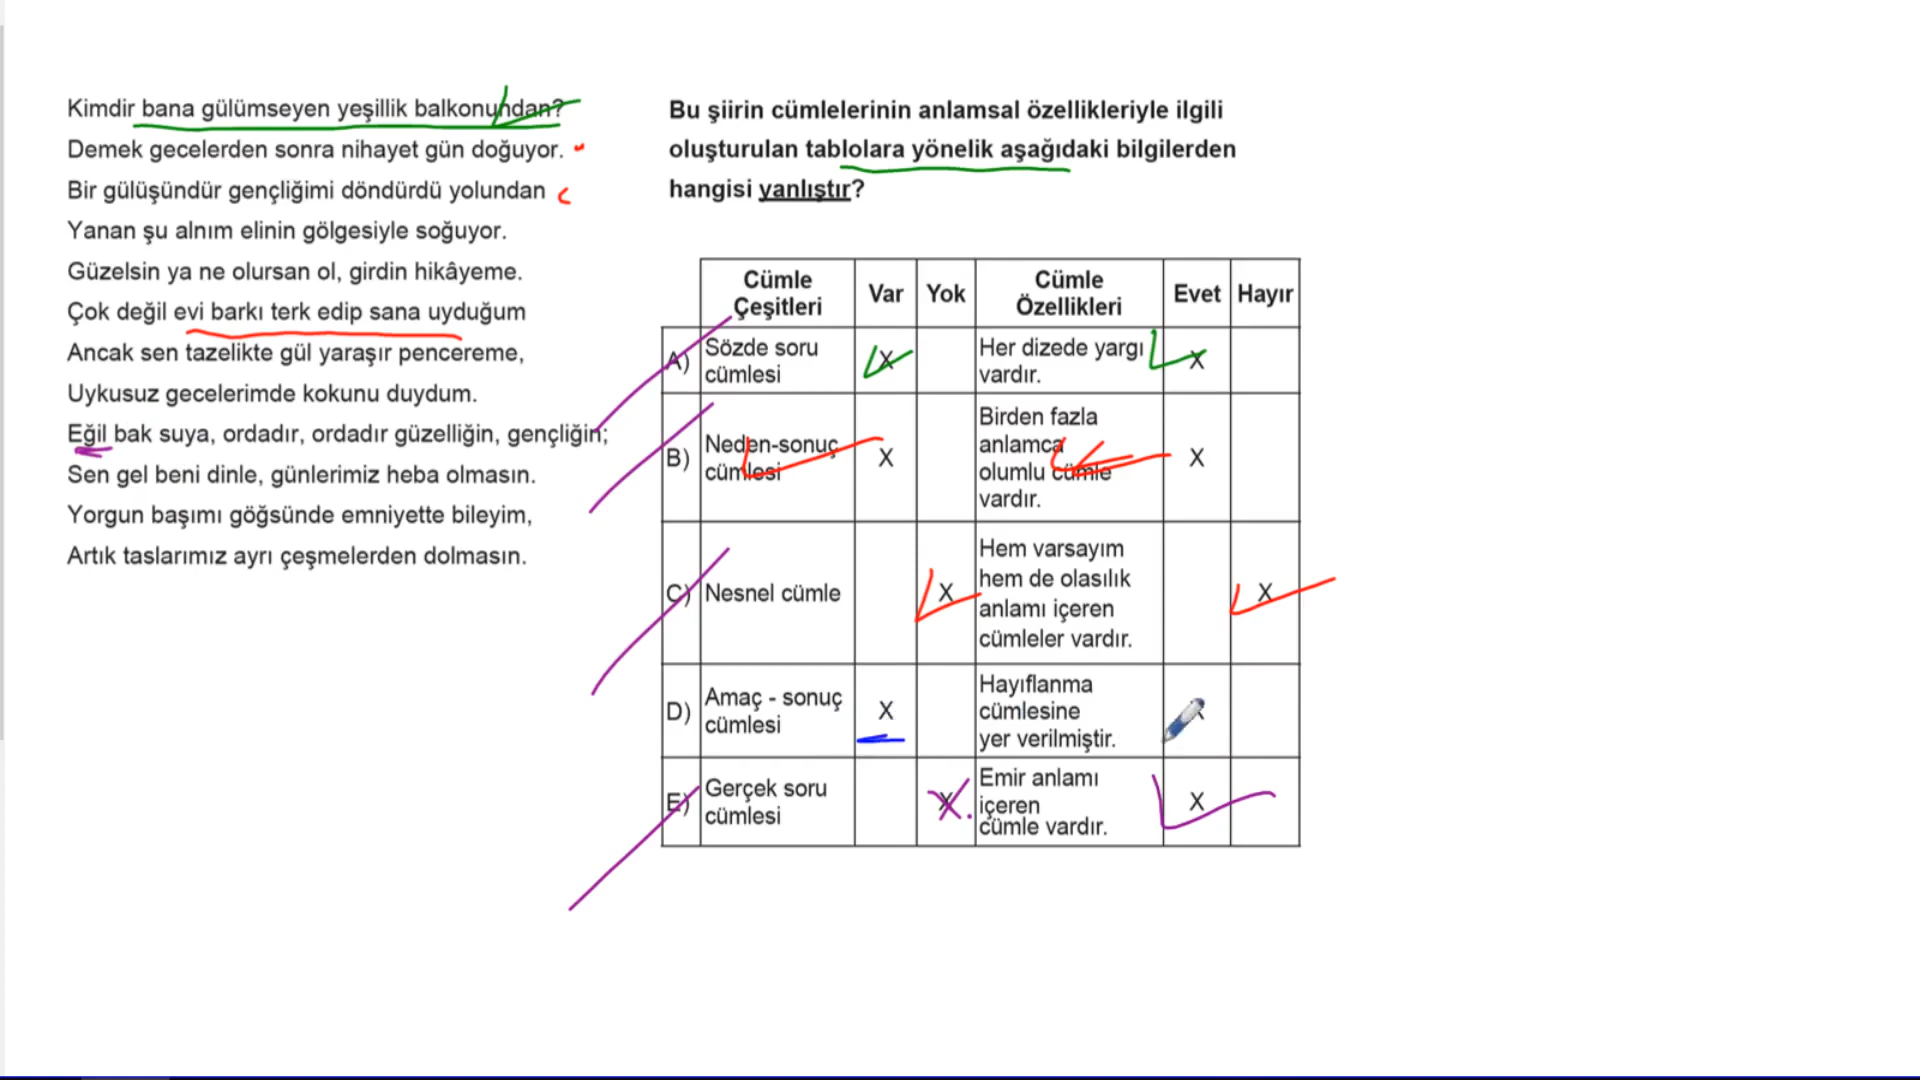 Kimdir bana gülümseyen yeşillik balkonundan?
Demek gecelerden sonra nihayet gün doğuyor.
Bir gülüşündür gençliğimi döndürdü yolundan
Yanan şu alnım elinin gölgesiyle soğuyor.
Güzelsin ya ne olursan ol, girdin hikâyeme.
Çok değil evi barkı terk edip sana uyduğum
Ancak sen tazelikte gül yaraşır pencereme,
Uykusuz gecelerimde kokunu duydum.
Eğil bak suya, ordadır, ordadır güzelliğin, gençliğin;
Sen gel beni dinle, günlerimiz heba olmasın.
Yorgun başımı göğsünde emniyette bileyim,
Artık taslarımız ayrı çeşmelerden dolmasın.
Bu şiirin cümlelerinin anlamsal özellikleriyle ilgili
oluşturulan tablolara yönelik aşağıdaki bilgilerden
hangisi yanlıştır?
Cümle
Çeşitleri
Var
Yok
Cümle
Özellikleri
Evet
Hayır
A)
Sözde soru
cümlesi
X
Her dizede yargı
vardır.
X
B)
Neden-sonuç
cümlesi
X
Birden fazla
anlamca
olumlu cümle
vardır.
X
C)
Nesnel cümle
X
Hem varsayım
hem de olasılık
anlamı içeren
cümleler vardır.
X
D)
Amaç - sonuç
cümlesi
X
Hayıflanma
cümlesine
yer verilmiştir.
E)
Gerçek soru
cümlesi
X
Emir anlamı
içeren
cümle vardır.
X